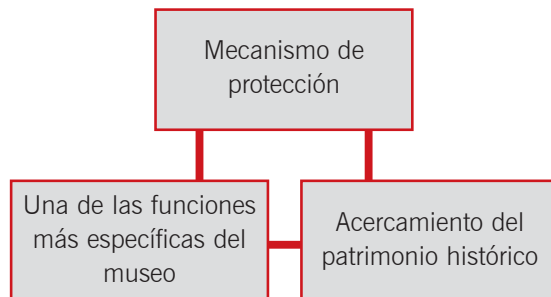 Mecanismo de
protección
Una de las funciones
más específicas del
museo
Acercamiento del
patrimonio histórico